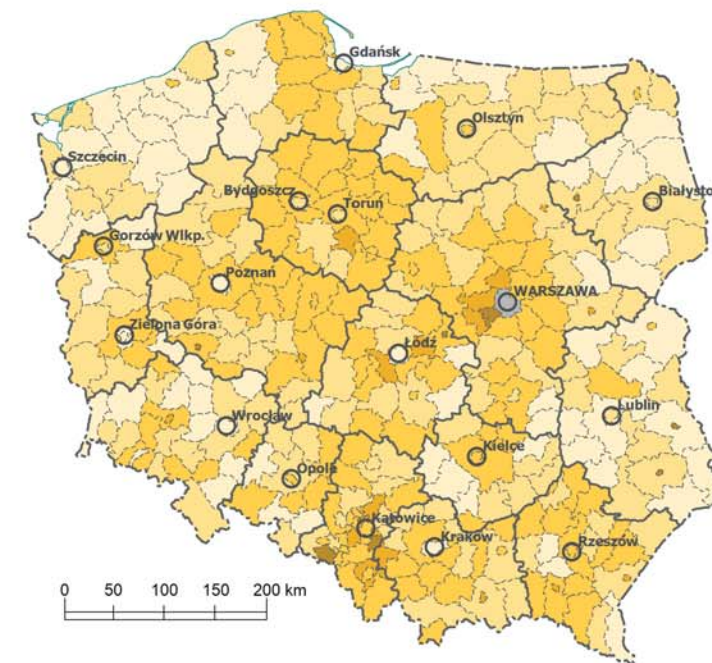 Gdańsk
Olsztyn
Szczecin
Białysto
Bydgoszcz
Toruń
Gorzów Wlkp.
Poznań
WARSZAWA
Zielona Góra
Łódź
Lublin
Wrocław
Kielce
Opole
Katowice
Kraków
Rzeszów
0 50 100 150 200 km